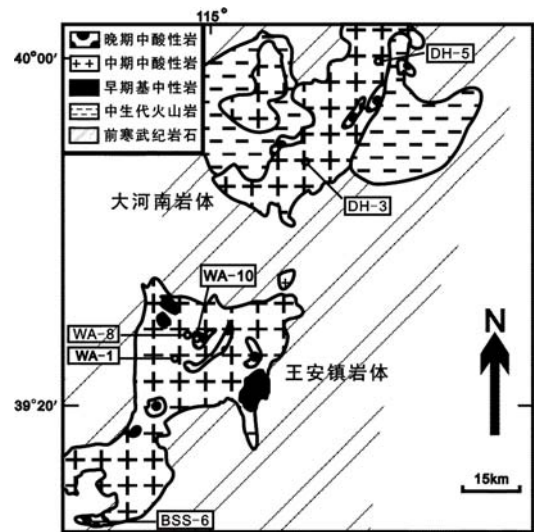 115°
40°00′
晚期中酸性岩
中期中酸性岩
早期基中性岩
中生代火山岩
前寒武纪岩石
DH-5
大河南岩体
DH-3
WA-10
WA-8
WA-1
N
王安镇岩体
39°20′
15km
BSS-6